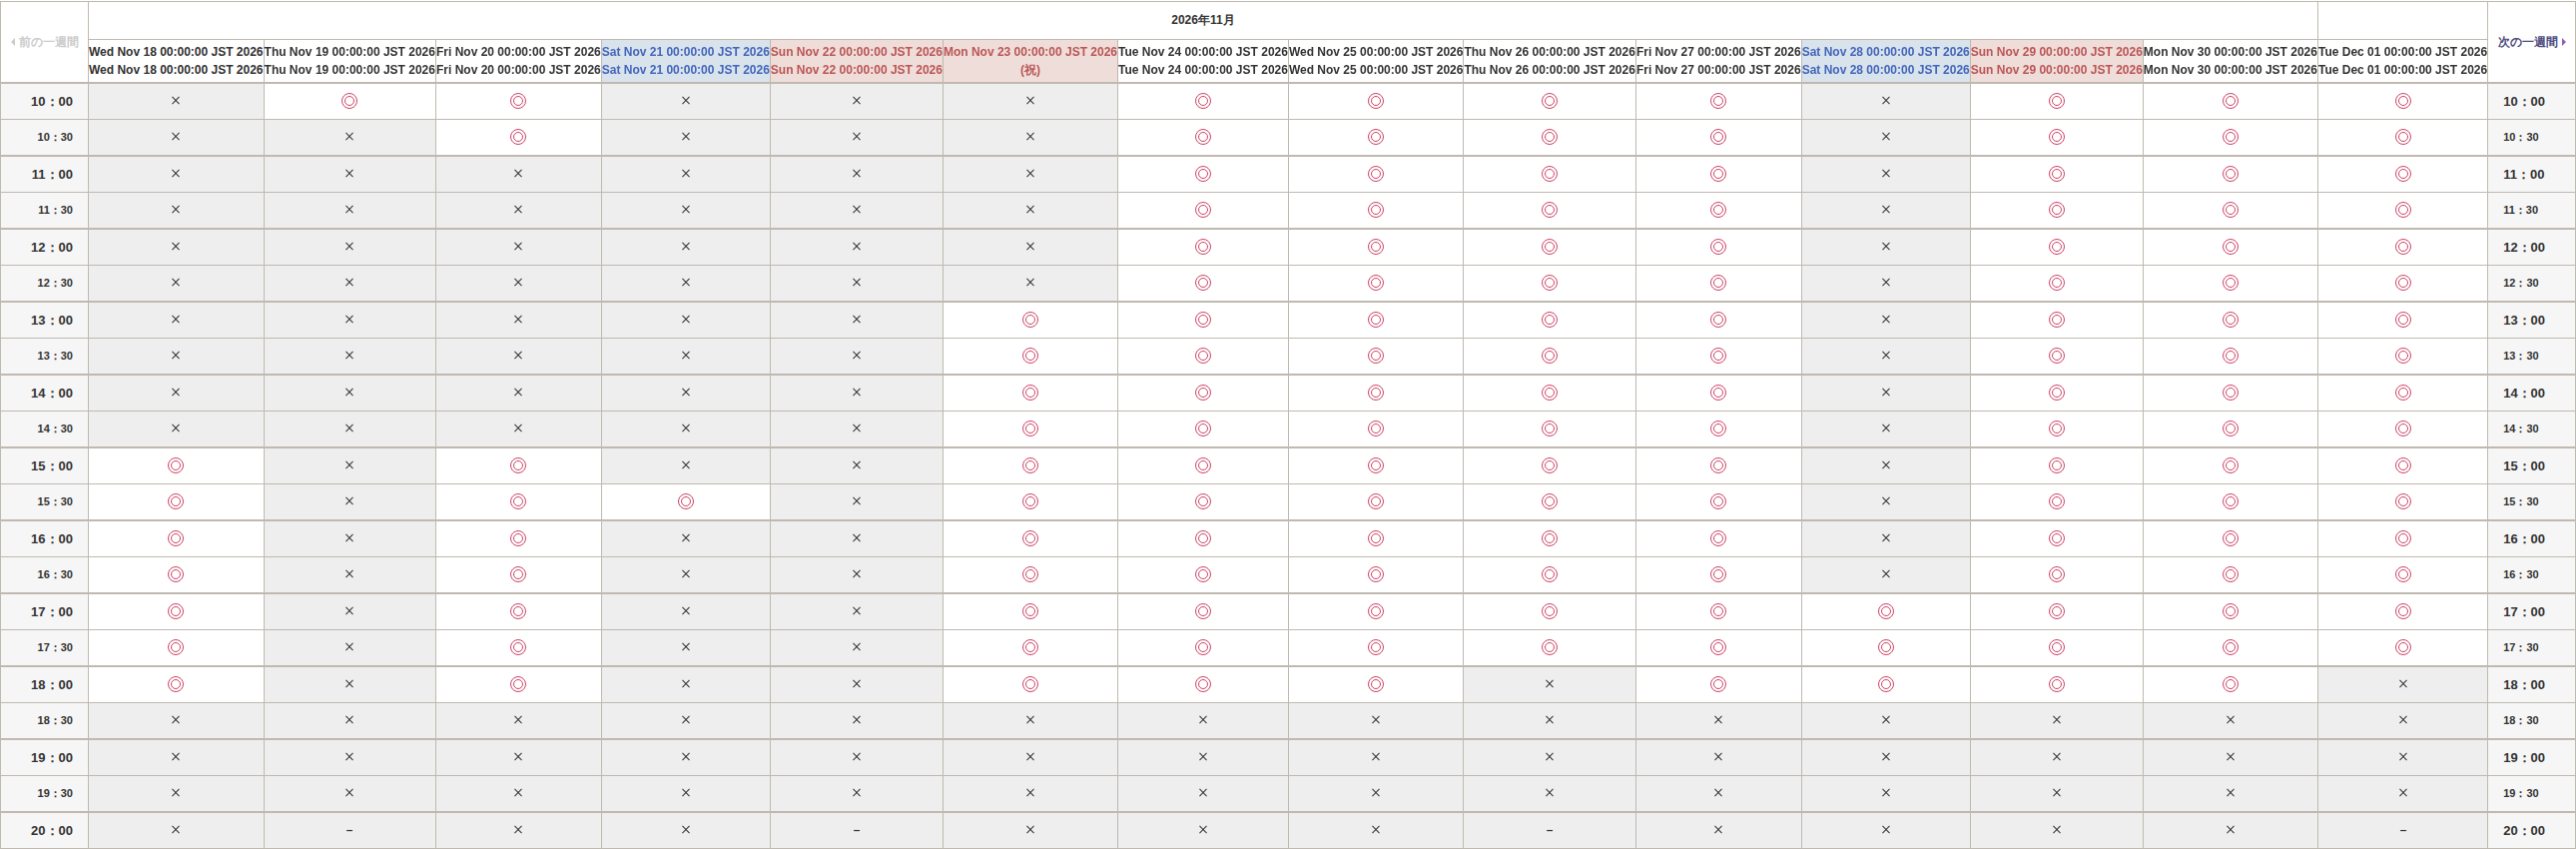 前の一週間
2026年11月
次の一週間
Wed Nov 18 00:00:00 JST 2026 Thu Nov 19 00:00:00 JST 2026 Fri Nov 20 00:00:00 JST 2026 Sat Nov 21 00:00:00 JST 2026 Sun Nov 22 00:00:00 JST 2026 Mon Nov 23 00:00:00 JST 2026 Tue Nov 24 00:00:00 JST 2026 Wed Nov 25 00:00:00 JST 2026 Thu Nov 26 00:00:00 JST 2026 Fri Nov 27 00:00:00 JST 2026 Sat Nov 28 00:00:00 JST 2026 Sun Nov 29 00:00:00 JST 2026 Mon Nov 30 00:00:00 JST 2026 Tue Dec 01 00:00:00 JST 2026
Wed Nov 18 00:00:00 JST 2026 Thu Nov 19 00:00:00 JST 2026 Fri Nov 20 00:00:00 JST 2026 Sat Nov 21 00:00:00 JST 2026 Sun Nov 22 00:00:00 JST 2026 (祝) Tue Nov 24 00:00:00 JST 2026 Wed Nov 25 00:00:00 JST 2026 Thu Nov 26 00:00:00 JST 2026 Fri Nov 27 00:00:00 JST 2026 Sat Nov 28 00:00:00 JST 2026 Sun Nov 29 00:00:00 JST 2026 Mon Nov 30 00:00:00 JST 2026 Tue Dec 01 00:00:00 JST 2026
10：00 × ◎ ◎ × × × ◎ ◎ ◎ ◎ × ◎ ◎ ◎ 10：00
10：30 × × ◎ × × × ◎ ◎ ◎ ◎ × ◎ ◎ ◎ 10：30
11：00 × × × × × × ◎ ◎ ◎ ◎ × ◎ ◎ ◎ 11：00
11：30 × × × × × × ◎ ◎ ◎ ◎ × ◎ ◎ ◎ 11：30
12：00 × × × × × × ◎ ◎ ◎ ◎ × ◎ ◎ ◎ 12：00
12：30 × × × × × × ◎ ◎ ◎ ◎ × ◎ ◎ ◎ 12：30
13：00 × × × × × ◎ ◎ ◎ ◎ ◎ × ◎ ◎ ◎ 13：00
13：30 × × × × × ◎ ◎ ◎ ◎ ◎ × ◎ ◎ ◎ 13：30
14：00 × × × × × ◎ ◎ ◎ ◎ ◎ × ◎ ◎ ◎ 14：00
14：30 × × × × × ◎ ◎ ◎ ◎ ◎ × ◎ ◎ ◎ 14：30
15：00 ◎ × ◎ × × ◎ ◎ ◎ ◎ ◎ × ◎ ◎ ◎ 15：00
15：30 ◎ × ◎ ◎ × ◎ ◎ ◎ ◎ ◎ × ◎ ◎ ◎ 15：30
16：00 ◎ × ◎ × × ◎ ◎ ◎ ◎ ◎ × ◎ ◎ ◎ 16：00
16：30 ◎ × ◎ × × ◎ ◎ ◎ ◎ ◎ × ◎ ◎ ◎ 16：30
17：00 ◎ × ◎ × × ◎ ◎ ◎ ◎ ◎ ◎ ◎ ◎ ◎ 17：00
17：30 ◎ × ◎ × × ◎ ◎ ◎ ◎ ◎ ◎ ◎ ◎ ◎ 17：30
18：00 ◎ × ◎ × × ◎ ◎ ◎ × ◎ ◎ ◎ ◎ × 18：00
18：30 × × × × × × × × × × × × × × 18：30
19：00 × × × × × × × × × × × × × × 19：00
19：30 × × × × × × × × × × × × × × 19：30
20：00 × － × × － × × × － × × × × － 20：00